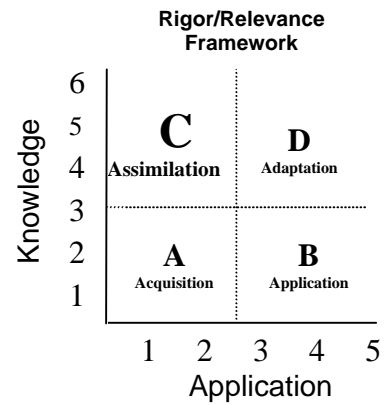 Rigor/Relevance
Framework
6
5
4
3
2
1
Knowledge
C
Assimilation
D
Adaptation
A
Acquisition
B
Application
1 2 3 4 5
Application